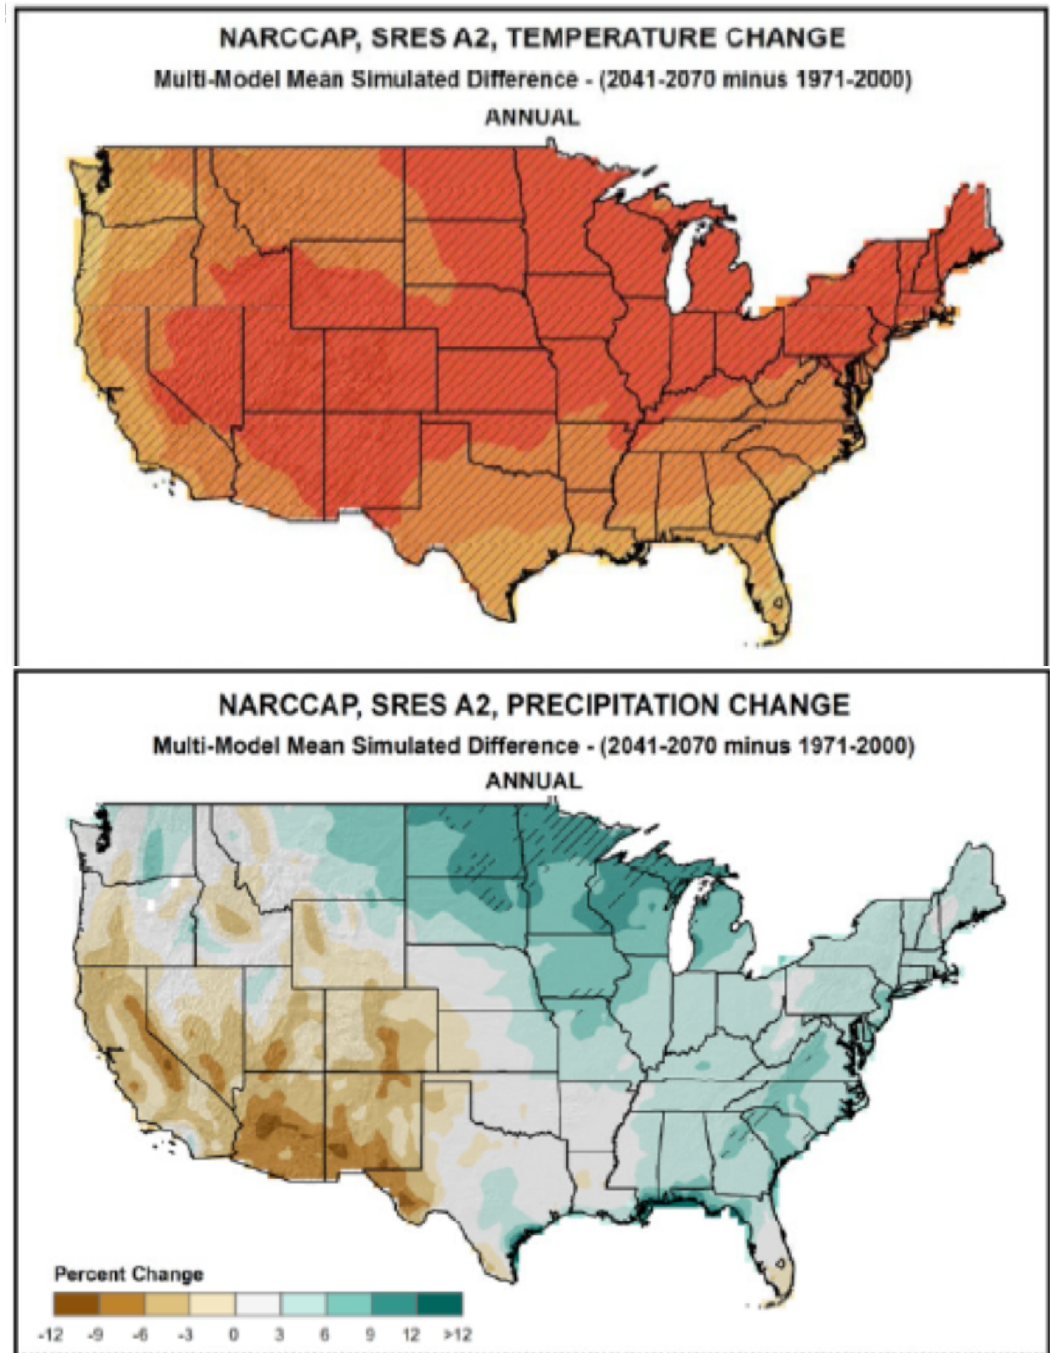 NARCCAP, SRES A2, TEMPERATURE CHANGE
Multi-Model Mean Simulated Difference - (2041-2070 minus 1971-2000)
ANNUAL
NARCCAP, SRES A2, PRECIPITATION CHANGE
Multi-Model Mean Simulated Difference - (2041-2070 minus 1971-2000)
ANNUAL
Percent Change
-12 -9 -6 -3 0 3 6 9 12 >12